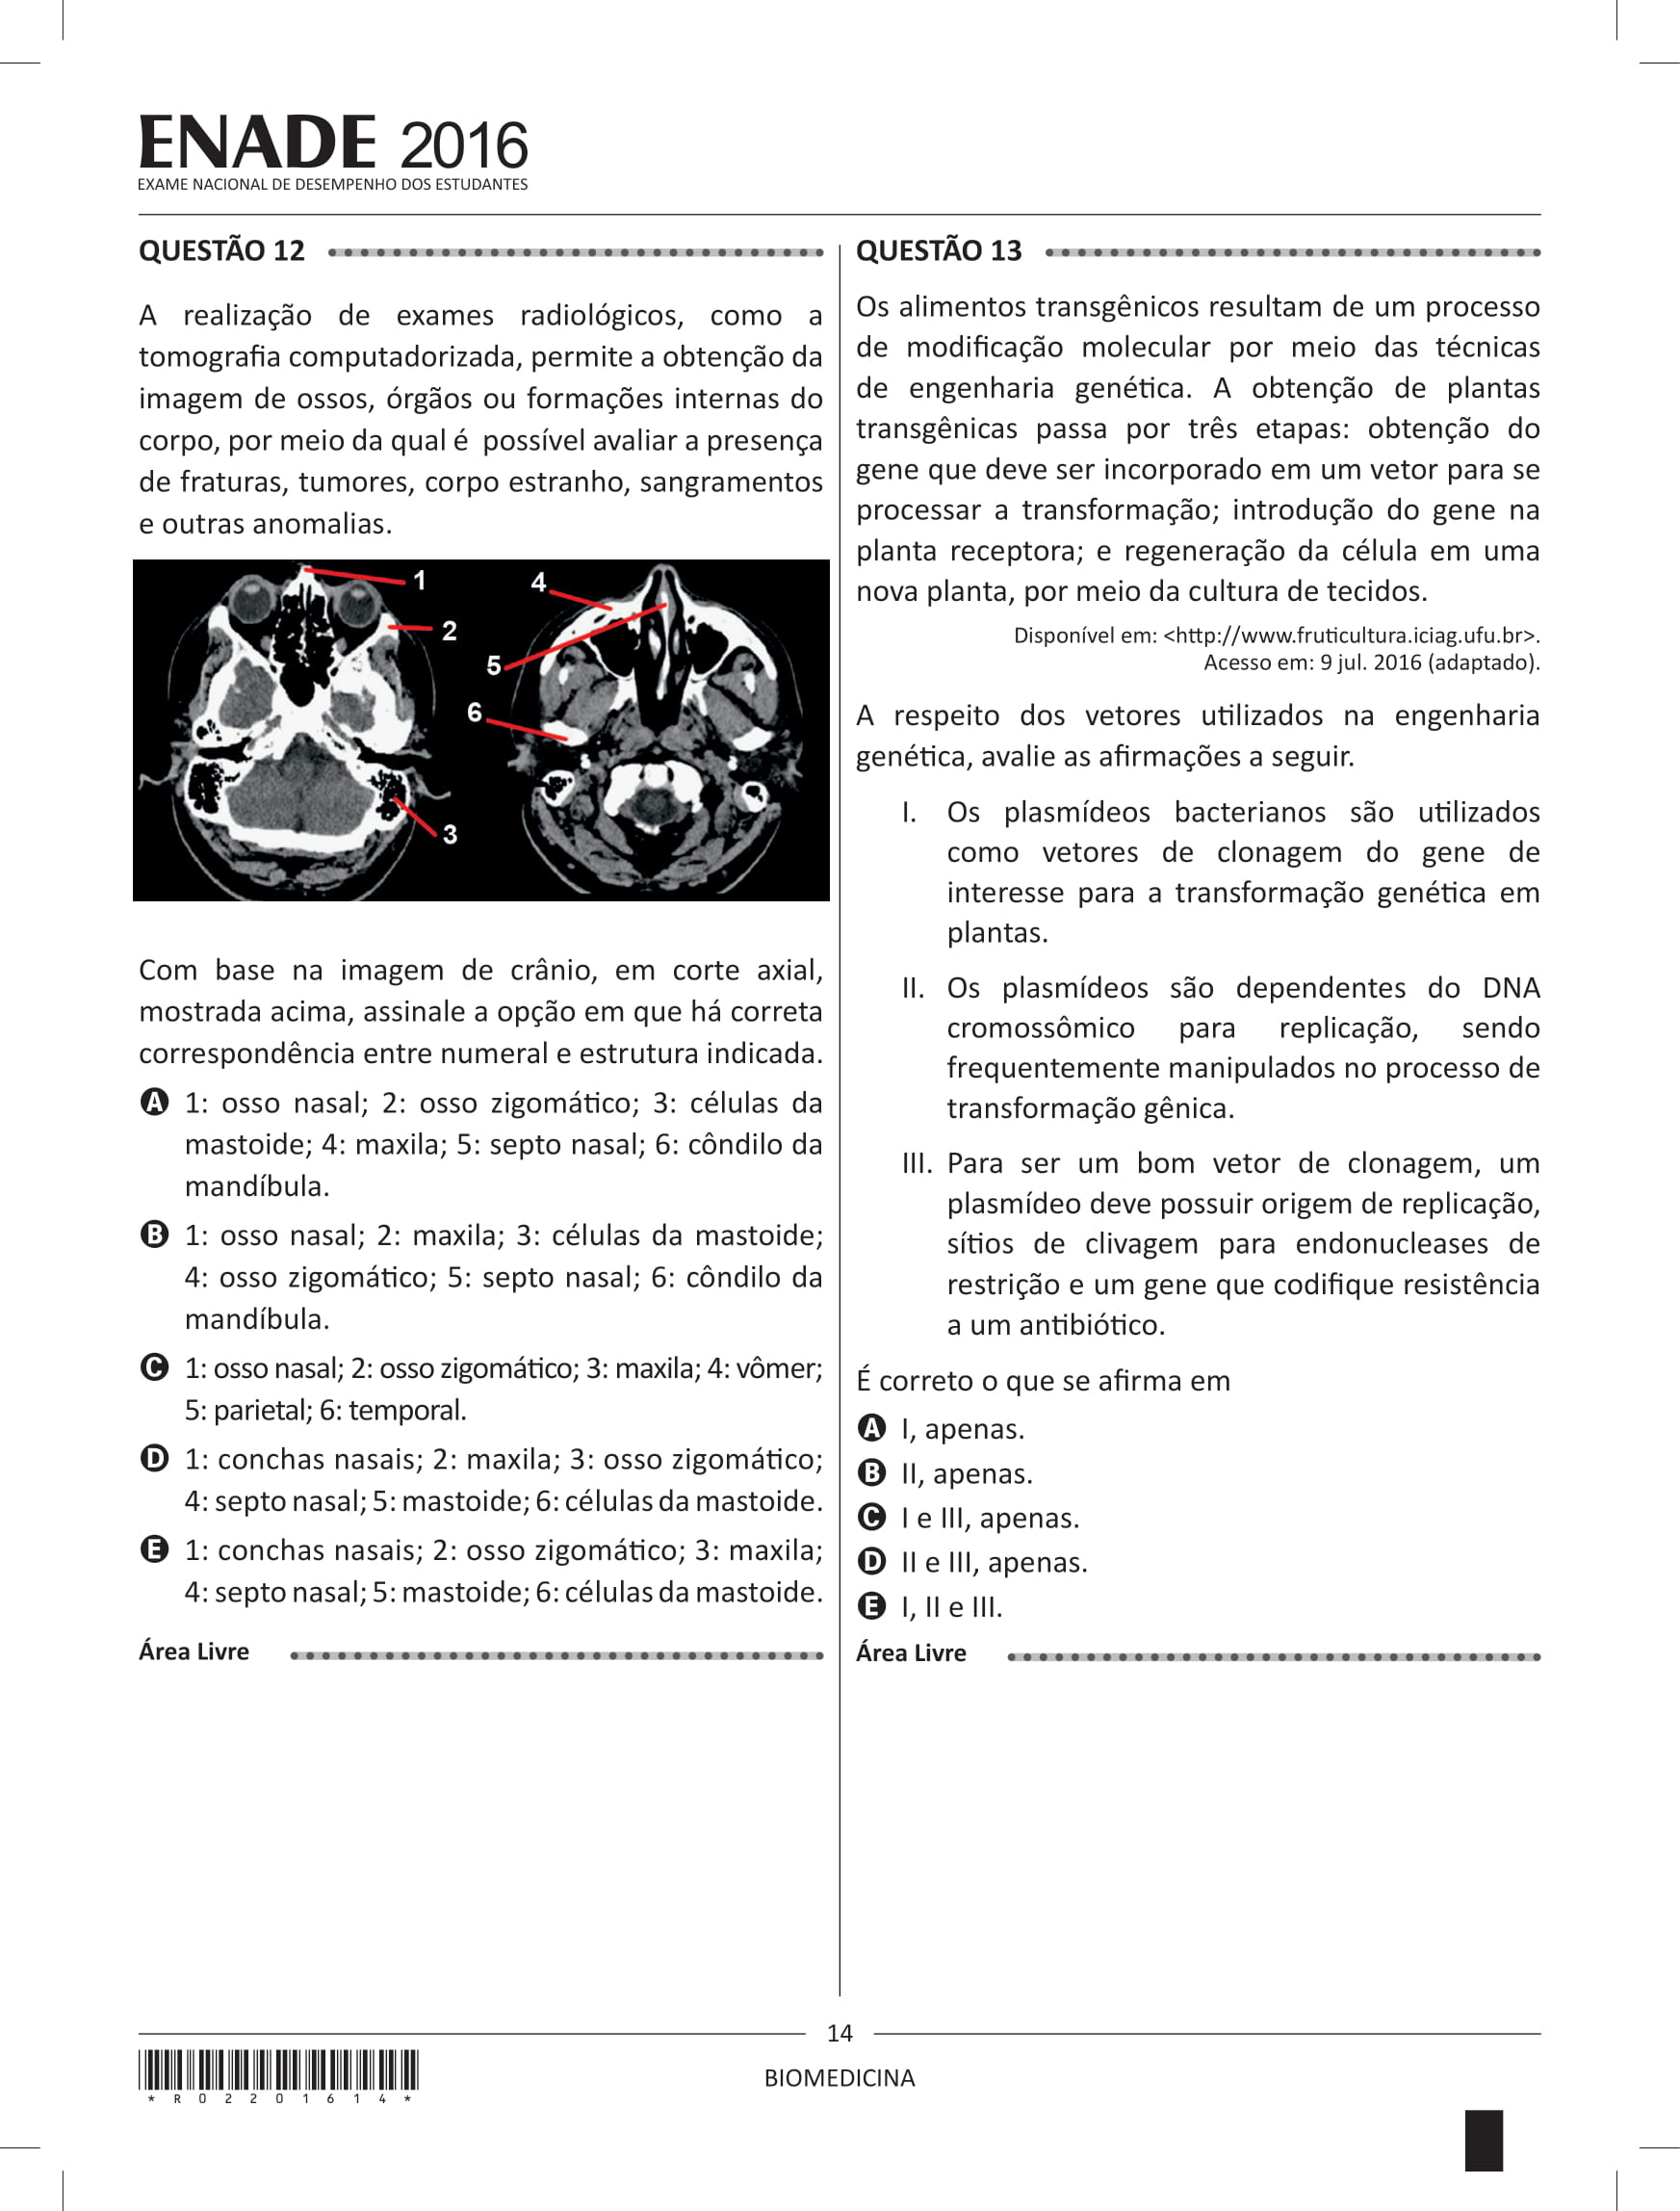 ENADE 2016
EXAME NACIONAL DE DESEMPENHO DOS ESTUDANTES
QUESTÃO 12
A realização de exames radiológicos, como a
tomografia computadorizada, permite a obtenção da
imagem de ossos, órgãos ou formações internas do
corpo, por meio da qual é possível avaliar a presença
de fraturas, tumores, corpo estranho, sangramentos
e outras anomalias.
1
2
3
4
5
6
Com base na imagem de crânio, em corte axial,
mostrada acima, assinale a opção em que há correta
correspondência entre numeral e estrutura indicada.
A 1: osso nasal; 2: osso zigomático; 3: células da
mastoide; 4: maxila; 5: septo nasal; 6: côndilo da
mandíbula.
B 1: osso nasal; 2: maxila; 3: células da mastoide;
4: osso zigomático; 5: septo nasal; 6: côndilo da
mandíbula.
C 1: osso nasal; 2: osso zigomático; 3: maxila; 4: vômer;
5: parietal; 6: temporal.
D 1: conchas nasais; 2: maxila; 3: osso zigomático;
4: septo nasal; 5: mastoide; 6: células da mastoide.
E 1: conchas nasais; 2: osso zigomático; 3: maxila;
4: septo nasal; 5: mastoide; 6: células da mastoide.
Área Livre
QUESTÃO 13
Os alimentos transgênicos resultam de um processo
de modificação molecular por meio das técnicas
de engenharia genética. A obtenção de plantas
transgênicas passa por três etapas: obtenção do
gene que deve ser incorporado em um vetor para se
processar a transformação; introdução do gene na
planta receptora; e regeneração da célula em uma
nova planta, por meio da cultura de tecidos.
Disponível em: <http://www.fruticultura.iciag.ufu.br>.
Acesso em: 9 jul. 2016 (adaptado).
A respeito dos vetores utilizados na engenharia
genética, avalie as afirmações a seguir.
I. Os plasmídeos bacterianos são utilizados
como vetores de clonagem do gene de
interesse para a transformação genética em
plantas.
II. Os plasmídeos são dependentes do DNA
cromossômico para replicação, sendo
frequentemente manipulados no processo de
transformação gênica.
III. Para ser um bom vetor de clonagem, um
plasmídeo deve possuir origem de replicação,
sítios de clivagem para endonucleases de
restrição e um gene que codifique resistência
a um antibiótico.
É correto o que se afirma em
A I, apenas.
B II, apenas.
C I e III, apenas.
D II e III, apenas.
E I, II e III.
Área Livre
14
BIOMEDICINA
* R 0 2 2 0 1 6 1 4 *